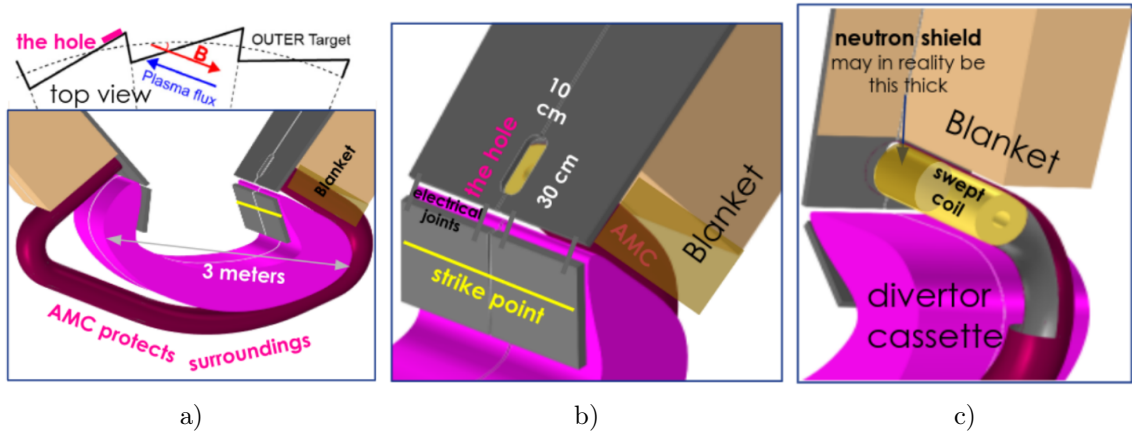 the hole
OUTER Target
B
Plasma flux
top view
Blanket
3 meters
AMC protects surroundings
a)
10
cm
the hole
30 cm
electrical
joints
AMC
Blanket
strike point
b)
neutron shield
may in reality be
this thick
Blanket
swept
coil
divertor
cassette
c)